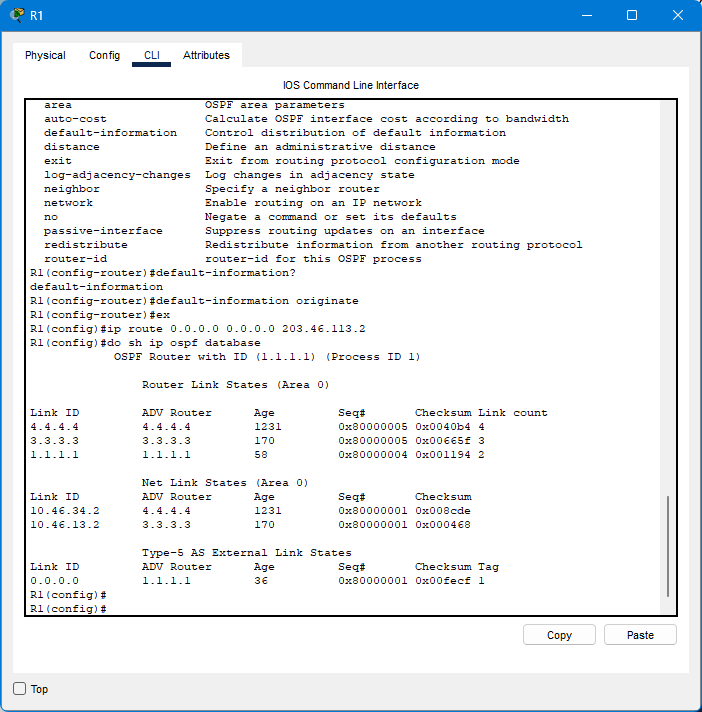 R1
Physical Config CLI Attributes
IOS Command Line Interface
area OSPF area parameters
auto-cost Calculate OSPF interface cost according to bandwidth
default-information Control distribution of default information
distance Define an administrative distance
exit Exit from routing protocol configuration mode
log-adjacency-changes Log changes in adjacency state
neighbor Specify a neighbor router
network Enable routing on an IP network
no Negate a command or set its defaults
passive-interface Suppress routing updates on an interface
redistribute Redistribute information from another routing protocol
router-id router-id for this OSPF process
R1(config-router)#default-information?
default-information
R1(config-router)#default-information originate
R1(config-router)#ex
R1(config)#ip route 0.0.0.0 0.0.0.0 203.46.113.2
R1(config)#do sh ip ospf database
OSPF Router with ID (1.1.1.1) (Process ID 1)
Router Link States (Area 0)
Link ID ADV Router Age Seq# Checksum Link count
4.4.4.4 4.4.4.4 1231 0x80000005 0x0040b4 4
3.3.3.3 3.3.3.3 170 0x80000005 0x00665f 3
1.1.1.1 1.1.1.1 58 0x80000004 0x001194 2
Net Link States (Area 0)
Link ID ADV Router Age Seq# Checksum
10.46.34.2 4.4.4.4 1231 0x80000001 0x008cde
10.46.13.2 3.3.3.3 170 0x80000001 0x000468
Type-5 AS External Link States
Link ID ADV Router Age Seq# Checksum Tag
0.0.0.0 1.1.1.1 36 0x80000001 0x00fecf 1
R1(config)#
R1(config)#
Copy Paste
Top